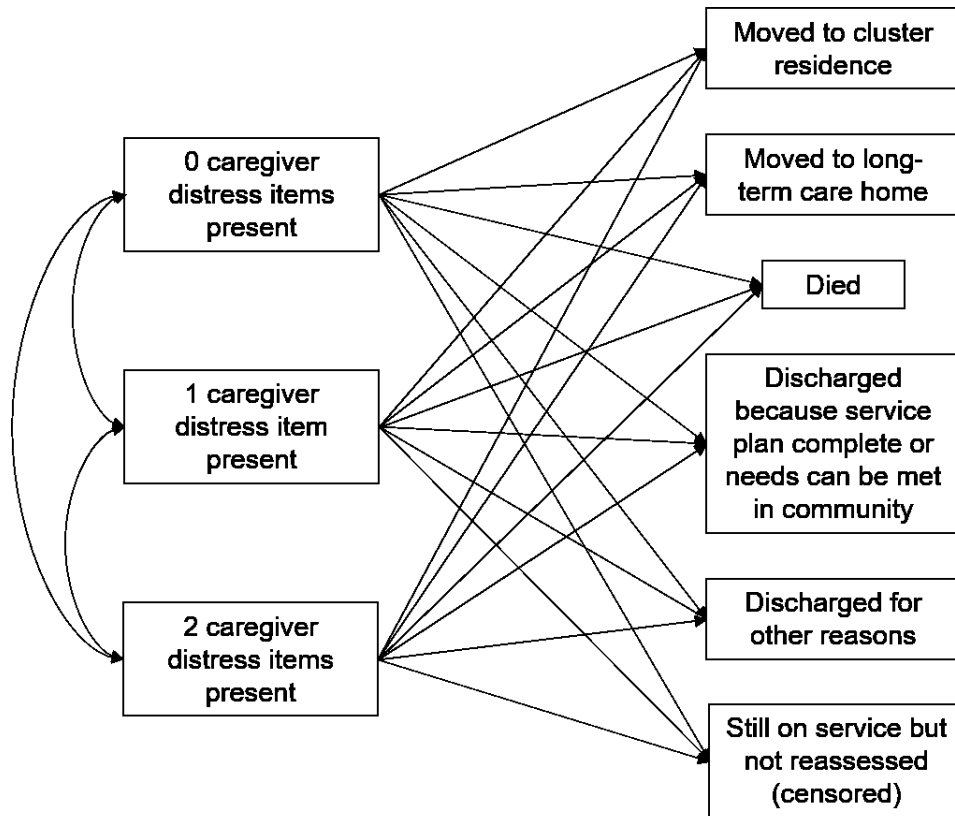 0 caregiver
distress items
present
1 caregiver
distress item
present
2 caregiver
distress items
present
Moved to cluster
residence
Moved to long-
term care home
Died
Discharged
because service
plan complete or
needs can be met
in community
Discharged for
other reasons
Still on service but
not reassessed
(censored)